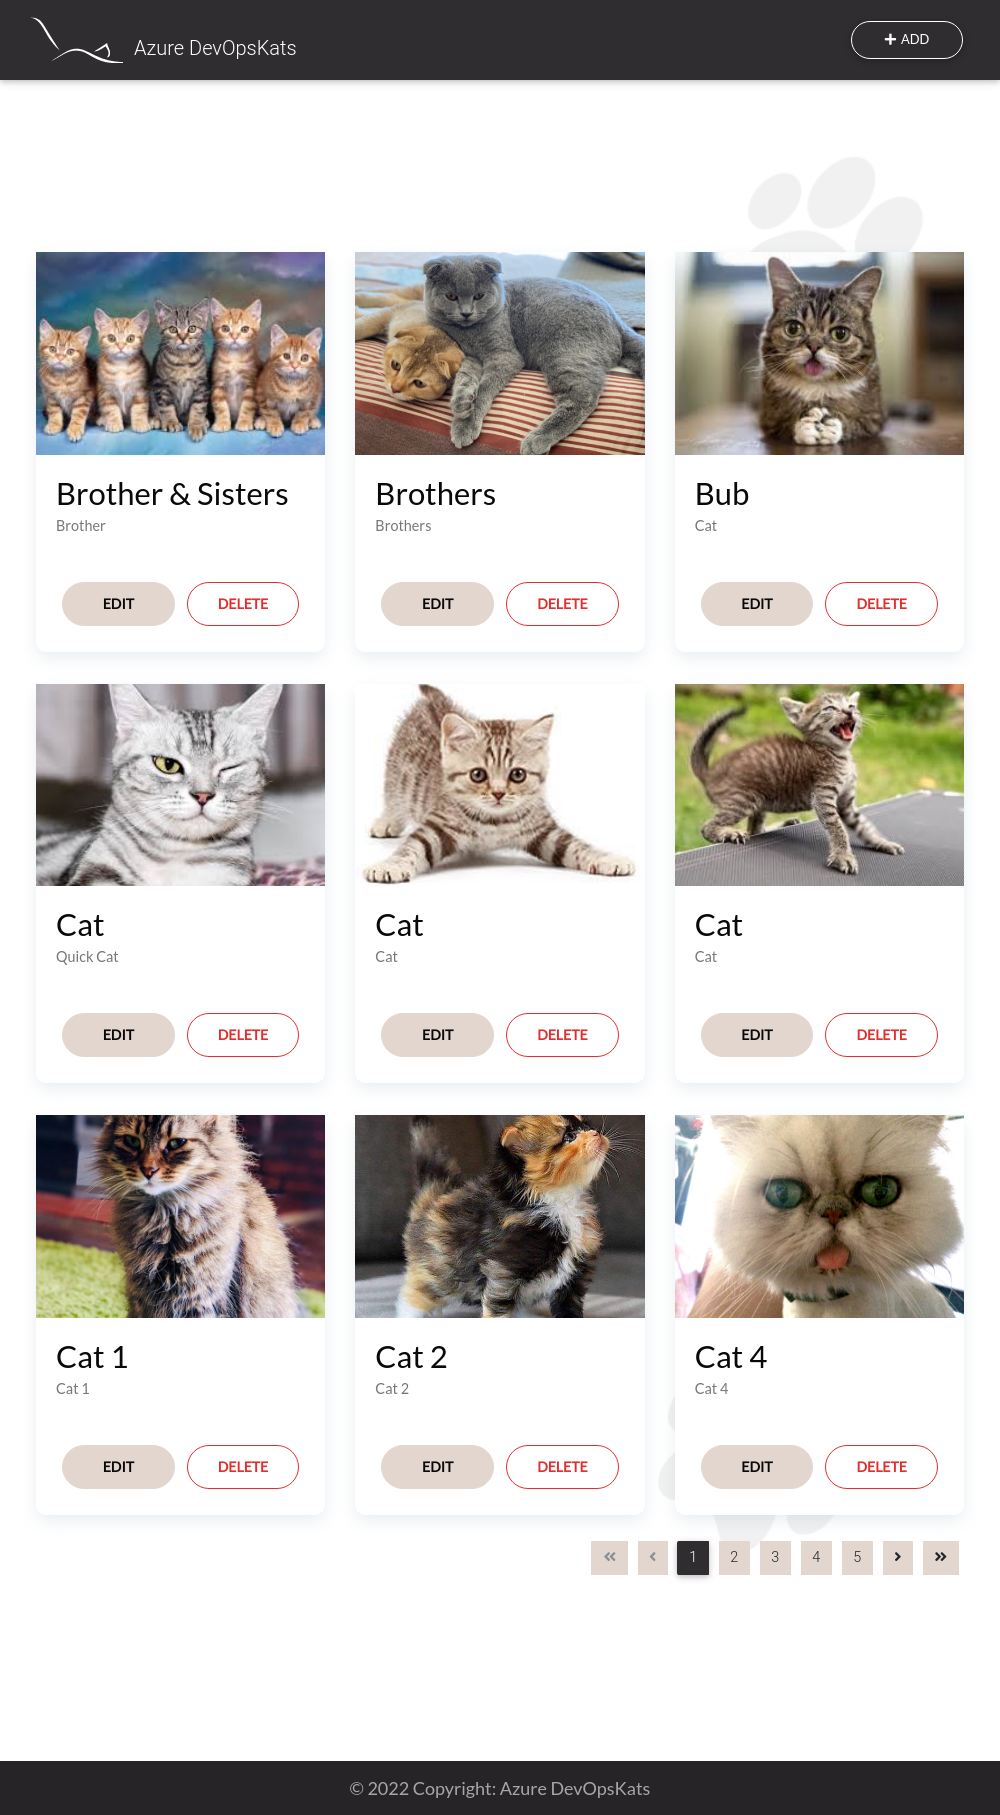 Azure DevOpsKats
ADD
Brother & Sisters
Brother
EDIT DELETE
Brothers
Brothers
EDIT DELETE
Bub
Cat
EDIT DELETE
Cat
Quick Cat
EDIT DELETE
Cat
Cat
EDIT DELETE
Cat
Cat
EDIT DELETE
Cat 1
Cat 1
EDIT DELETE
Cat 2
Cat 2
EDIT DELETE
Cat 4
Cat 4
EDIT DELETE
« ‹ 1 2 3 4 5 › »
© 2022 Copyright: Azure DevOpsKats